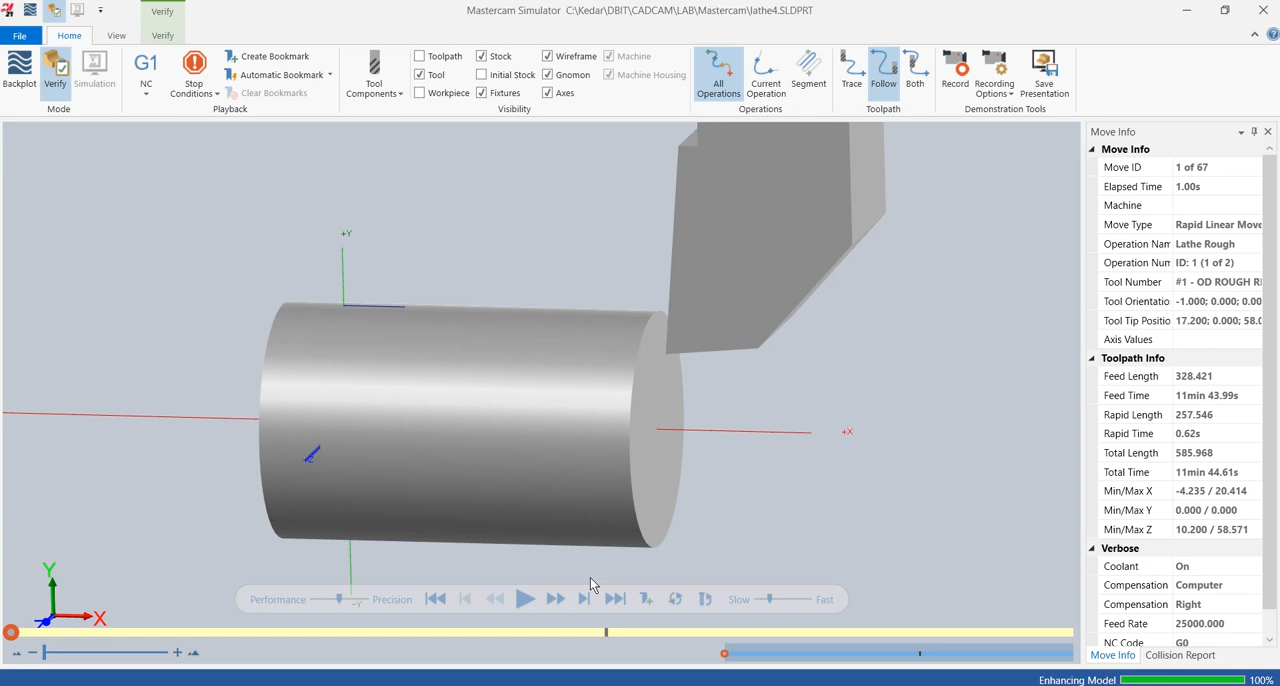 Verify
Mastercam Simulator C:\Kedar\DBIT\CADCAM\LAB\Mastercam\lathe4.SLDPRT
File Home View Verify
Backplot Verify Simulation
Mode
G1
NC
Stop Conditions
Create Bookmark
Automatic Bookmark
Clear Bookmarks
Playback
Tool Components
Toolpath Stock Wireframe Machine
Tool Initial Stock Gnomon Machine Housing
Workpiece Fixtures Axes
Visibility
All Operations
Current Operation
Segment
Operations
Trace Follow Both
Toolpath
Record
Recording Options
Save Presentation
Demonstration Tools
+Y
+X
-Y
Y
X
Performance Precision
Slow Fast
Move Info
Move Info
Move ID 1 of 67
Elapsed Time 1.00s
Machine
Move Type Rapid Linear Move
Operation Nam Lathe Rough
Operation Num ID: 1 (1 of 2)
Tool Number #1 - OD ROUGH RI
Tool Orientatio -1.000; 0.000; 0.00
Tool Tip Positio 17.200; 0.000; 58.0
Axis Values
Toolpath Info
Feed Length 328.421
Feed Time 11min 43.99s
Rapid Length 257.546
Rapid Time 0.62s
Total Length 585.968
Total Time 11min 44.61s
Min/Max X -4.235 / 20.414
Min/Max Y 0.000 / 0.000
Min/Max Z 10.200 / 58.571
Verbose
Coolant On
Compensation Computer
Compensation Right
Feed Rate 25000.000
NC Code G0
Move Info Collision Report
Enhancing Model 100%